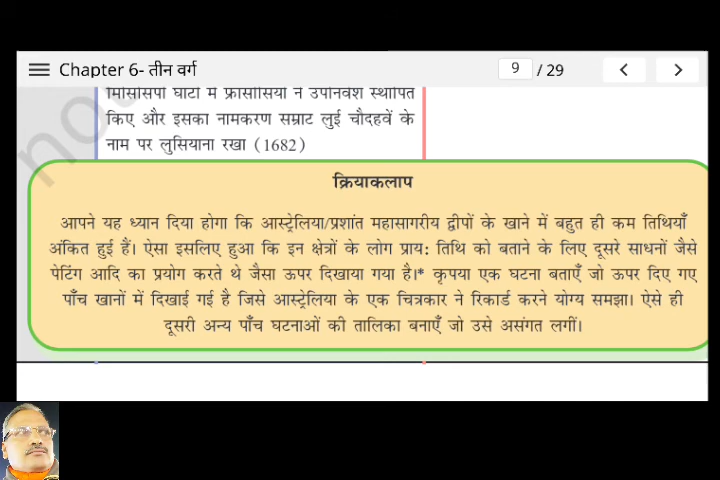 Chapter 6- तीन वर्ग
9 / 29
मिसिसिपी घाटी में फ्रांसीसियों ने उपनिवेश स्थापित
किए और इसका नामकरण सम्राट लुई चौदहवें के
नाम पर लुसियाना रखा (1682)
क्रियाकलाप
आपने यह ध्यान दिया होगा कि आस्ट्रेलिया/प्रशांत महासागरीय द्वीपों के खाने में बहुत ही कम तिथियाँ
अंकित हुई हैं। ऐसा इसलिए हुआ कि इन क्षेत्रों के लोग प्राय: तिथि को बताने के लिए दूसरे साधनों जैसे
पेटिंग आदि का प्रयोग करते थे जैसा ऊपर दिखाया गया है।* कृपया एक घटना बताएँ जो ऊपर दिए गए
पाँच खानों में दिखाई गई है जिसे आस्ट्रेलिया के एक चित्रकार ने रिकार्ड करने योग्य समझा। ऐसे ही
दूसरी अन्य पाँच घटनाओं की तालिका बनाएँ जो उसे असंगत लगीं।